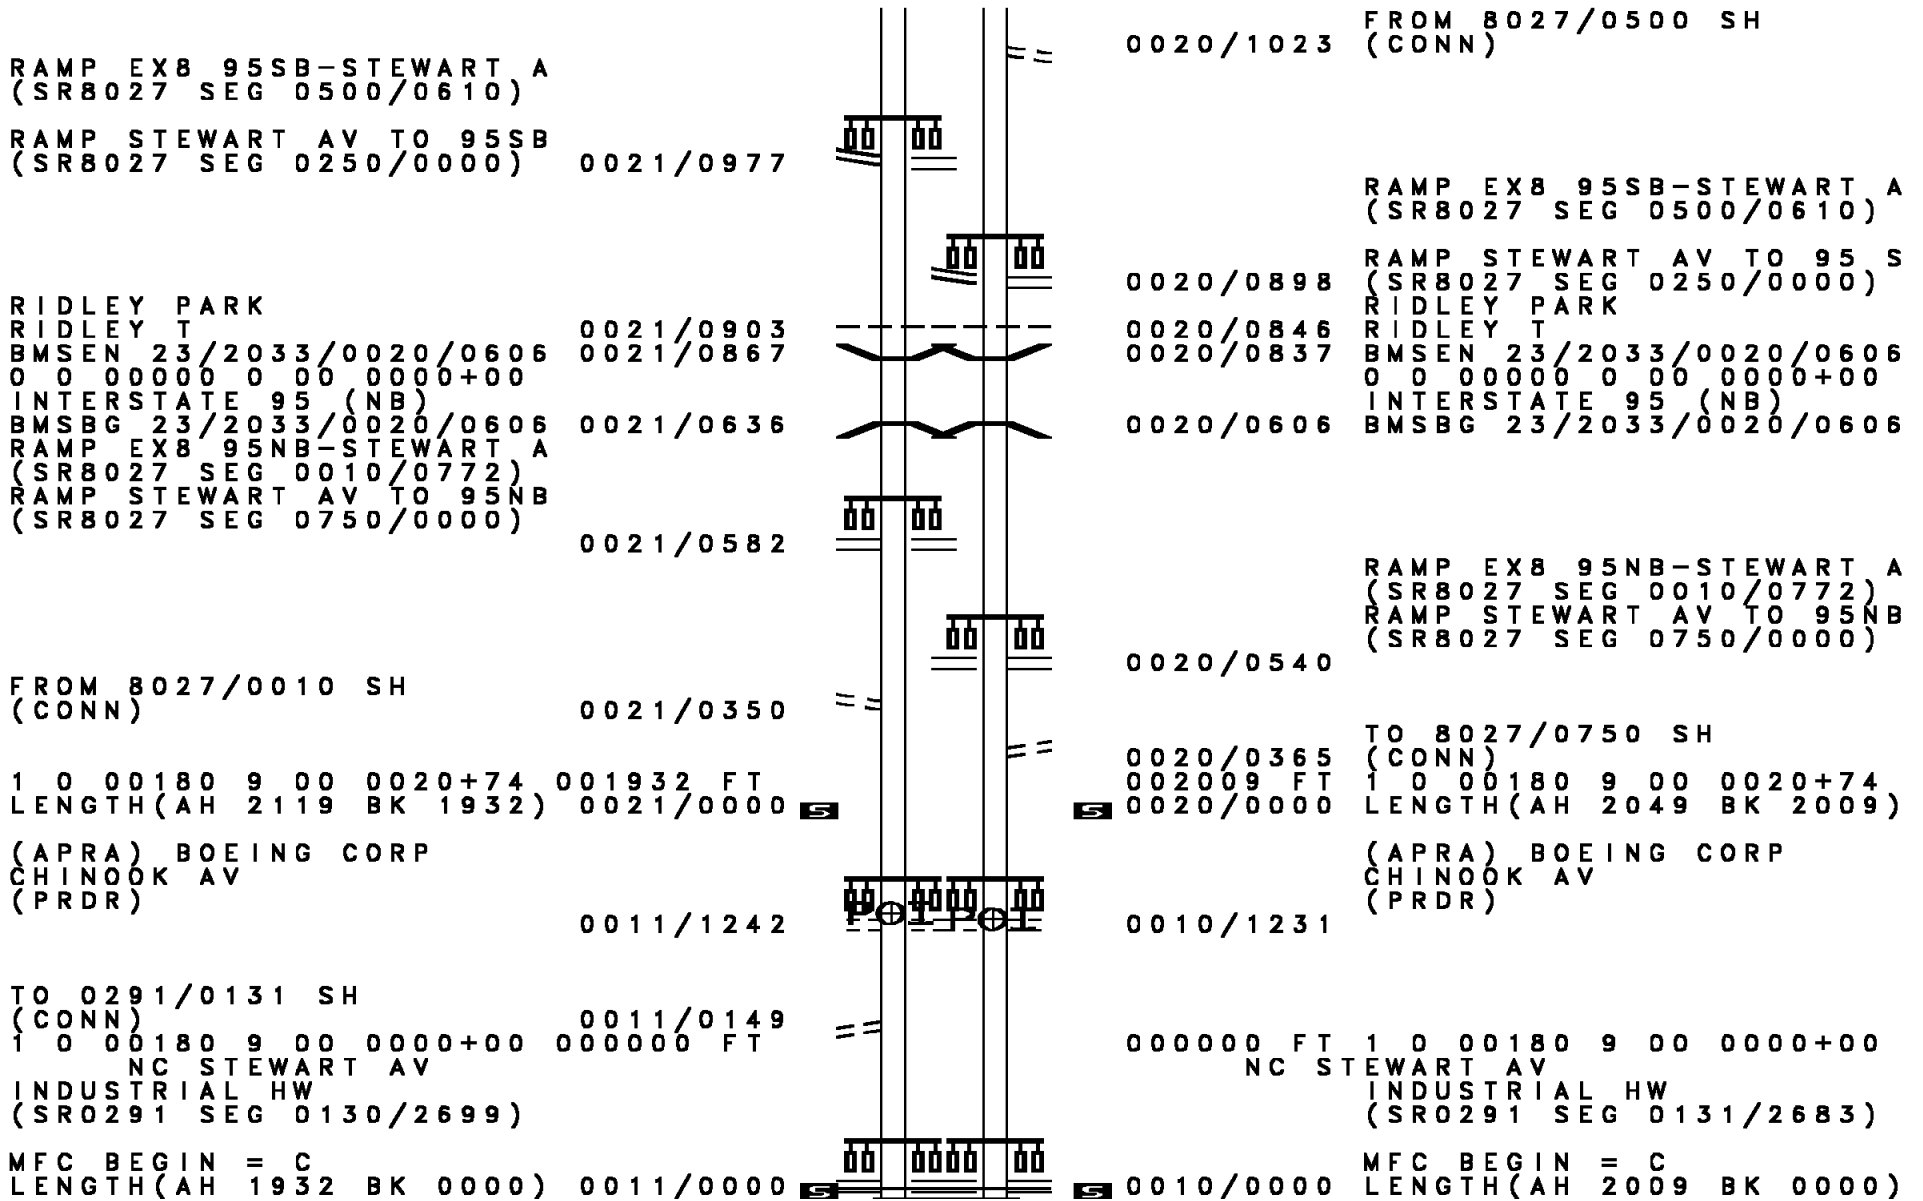 FROM 8027/0500 SH
0020/1023 (CONN)
RAMP EX8 95SB-STEWART A
(SR8027 SEG 0500/0610)
RAMP STEWART AV TO 95SB
(SR8027 SEG 0250/0000) 0021/0977
RAMP EX8 95SB-STEWART A
(SR8027 SEG 0500/0610)
RAMP STEWART AV TO 95 S
0020/0898 (SR8027 SEG 0250/0000)
RIDLEY PARK RIDLEY PARK
RIDLEY T 0021/0903 0020/0846 RIDLEY T
BMSEN 23/2033/0020/0606 0021/0867 0020/0837 BMSEN 23/2033/0020/0606
0 0 00000 0 00 0000+00 0 0 00000 0 00 0000+00
INTERSTATE 95 (NB) INTERSTATE 95 (NB)
BMSBG 23/2033/0020/0606 0021/0636 0020/0606 BMSBG 23/2033/0020/0606
RAMP EX8 95NB-STEWART A
(SR8027 SEG 0010/0772)
RAMP STEWART AV TO 95NB
(SR8027 SEG 0750/0000)
0021/0582
RAMP EX8 95NB-STEWART A
(SR8027 SEG 0010/0772)
RAMP STEWART AV TO 95NB
(SR8027 SEG 0750/0000)
0020/0540
FROM 8027/0010 SH
(CONN) 0021/0350
TO 8027/0750 SH
0020/0365 (CONN)
1 0 00180 9 00 0020+74 001932 FT 002009 FT 1 0 00180 9 00 0020+74
LENGTH(AH 2119 BK 1932) 0021/0000 S S 0020/0000 LENGTH(AH 2049 BK 2009)
(APRA) BOEING CORP (APRA) BOEING CORP
CHINOOK AV CHINOOK AV
(PRDR) (PRDR)
POI POI
0011/1242 0010/1231
TO 0291/0131 SH
(CONN) 0011/0149
1 0 00180 9 00 0000+00 000000 FT 000000 FT 1 0 00180 9 00 0000+00
NC STEWART AV NC STEWART AV
INDUSTRIAL HW INDUSTRIAL HW
(SR0291 SEG 0130/2699) (SR0291 SEG 0131/2683)
MFC BEGIN = C MFC BEGIN = C
LENGTH(AH 1932 BK 0000) 0011/0000 S S 0010/0000 LENGTH(AH 2009 BK 0000)